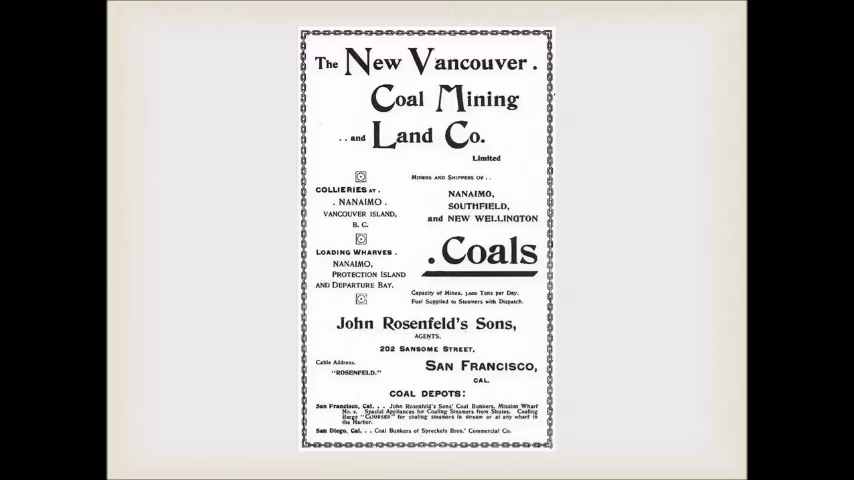 The New Vancouver .
Coal Mining
. . and Land Co.
Limited
COLLIERIES AT .
. NANAIMO .
VANCOUVER ISLAND,
B. C.
LOADING WHARVES .
NANAIMO,
PROTECTION ISLAND
AND DEPARTURE BAY.
MINERS AND SHIPPERS OF . .
NANAIMO,
SOUTHFIELD,
and NEW WELLINGTON
. Coals
Capacity of Mines, 3,000 Tons per Day.
Fuel Supplied to Steamers with Dispatch.
John Rosenfeld's Sons,
AGENTS.
202 SANSOME STREET,
Cable Address.
"ROSENFELD."
SAN FRANCISCO,
CAL.
COAL DEPOTS:
San Francisco, Cal. . . . John Rosenfeld's Sons' Coal Bunkers, Mission Wharf
No. 2. Special Appliances for Coaling Steamers from Shutes. Coaling
Barge "COURSER" for coaling steamers in stream or at any wharf in
the Harbor.
San Diego, Cal. . . . Coal Bunkers of Spreckels Bros.' Commercial Co.